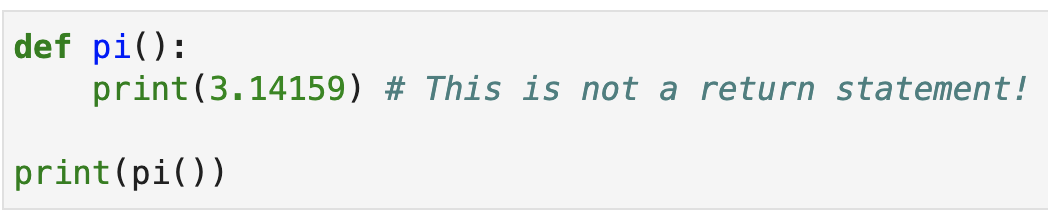 def pi():
    print(3.14159) # This is not a return statement!

print(pi())